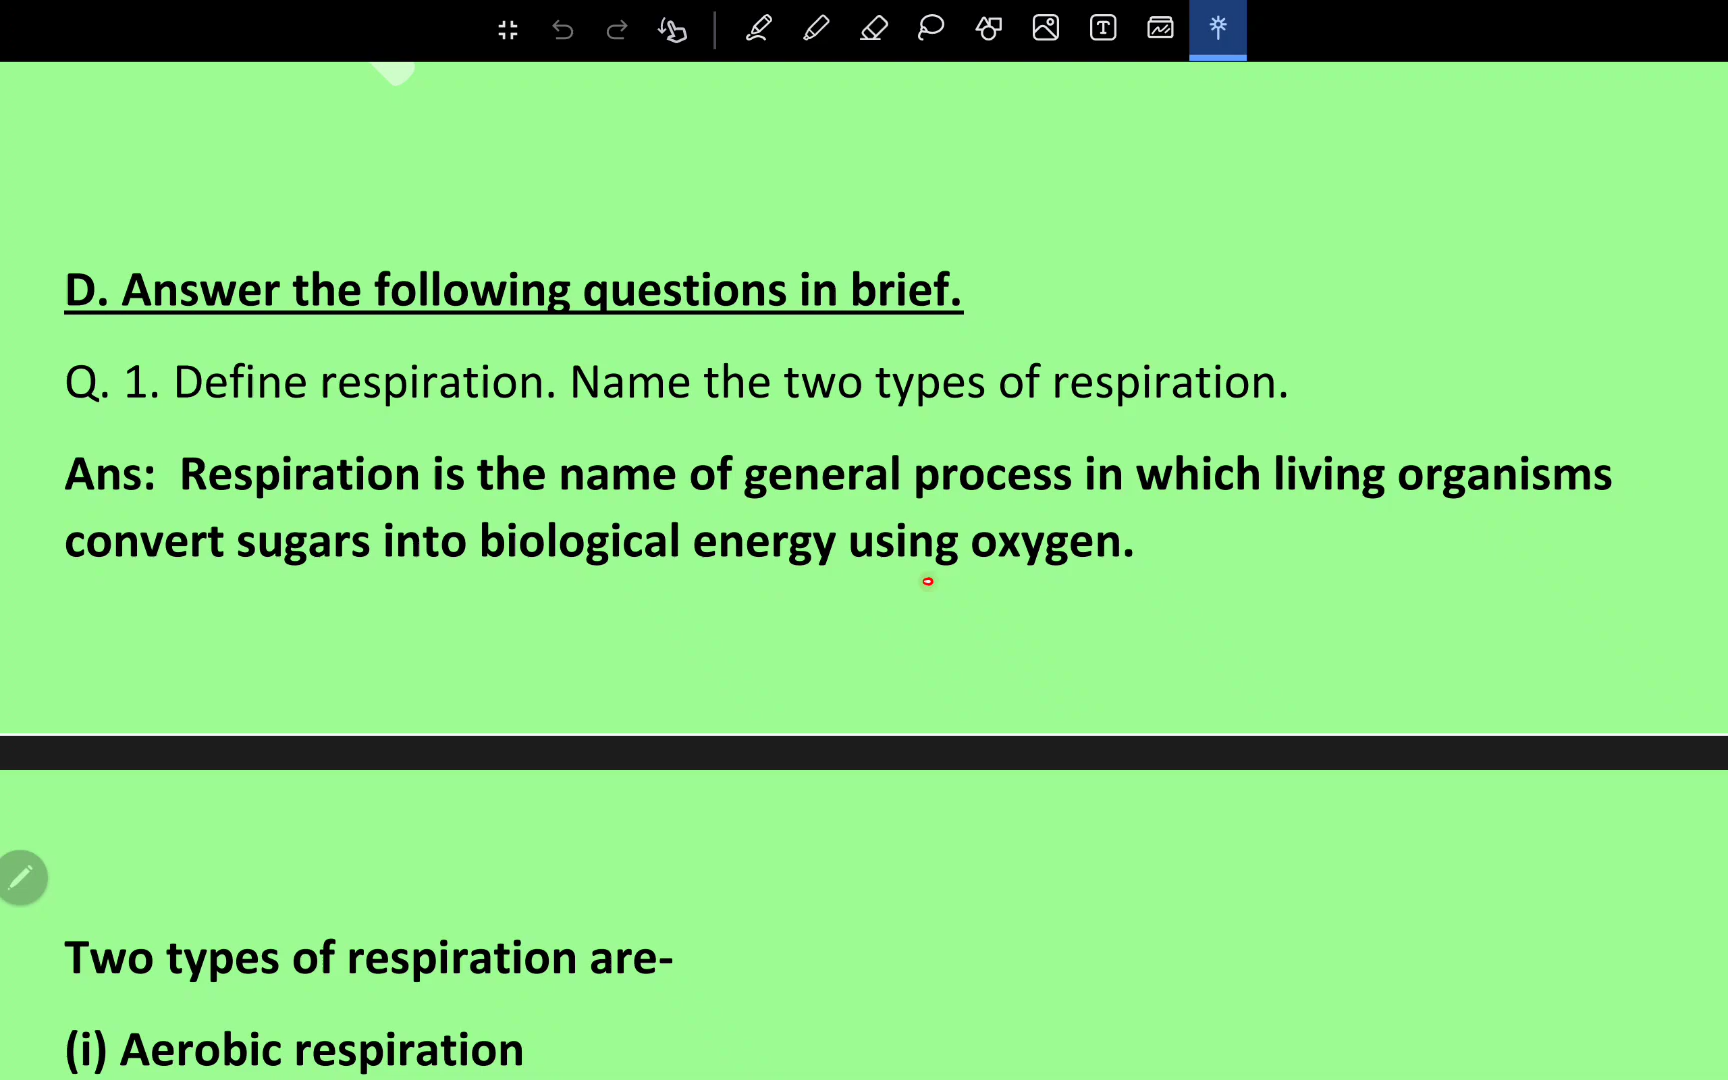 D. Answer the following questions in brief.
Q. 1. Define respiration. Name the two types of respiration.
Ans:  Respiration is the name of general process in which living organisms
convert sugars into biological energy using oxygen.
Two types of respiration are-
(i) Aerobic respiration